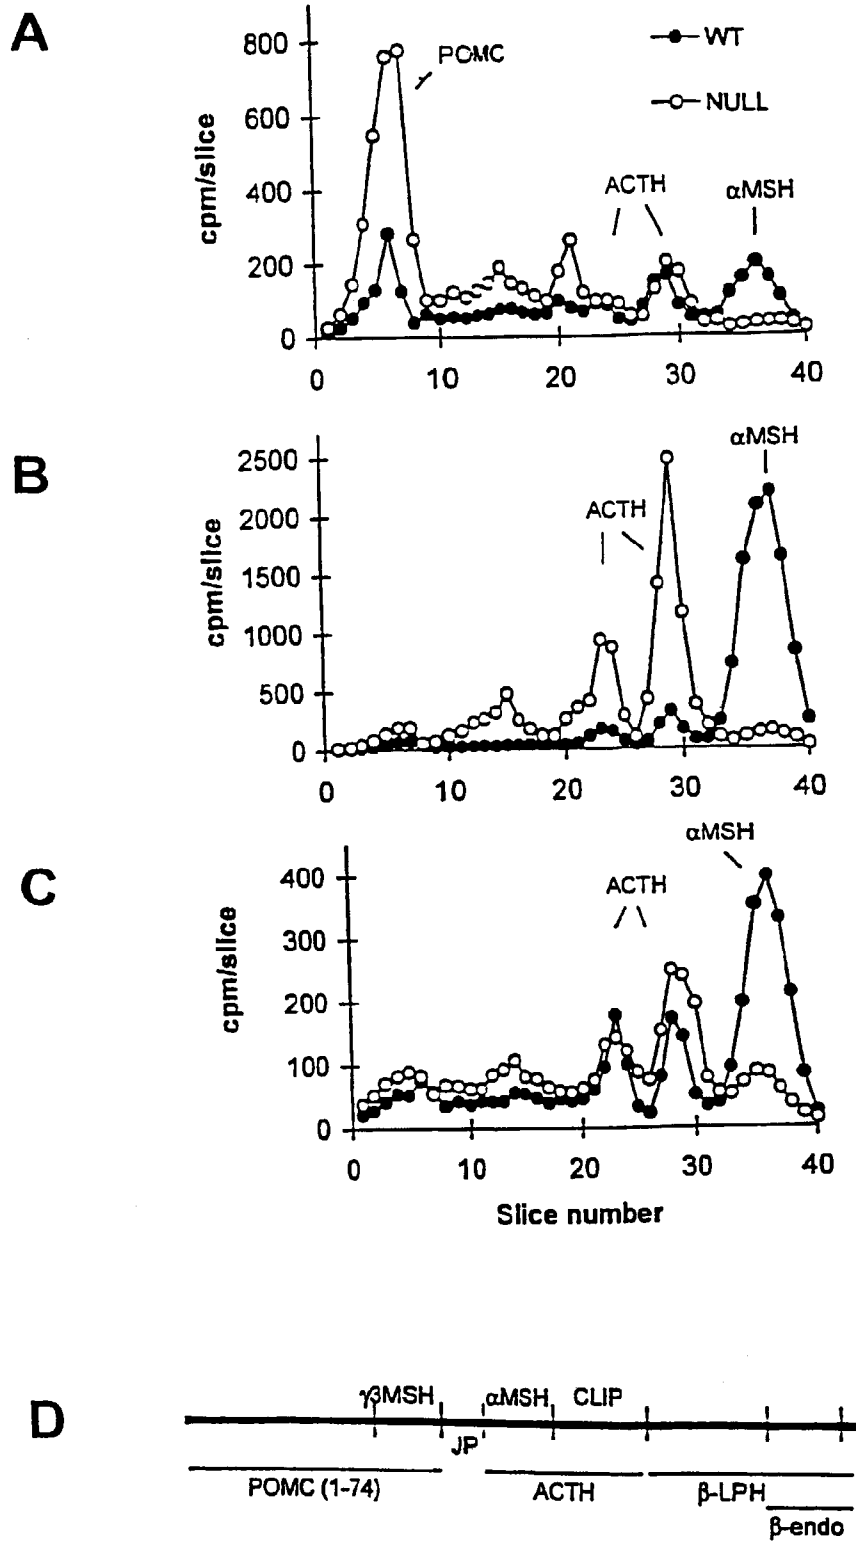 A
800
600
400
200
0
cpm/slice
POMC
WT
NULL
ACTH
αMSH
0 10 20 30 40
B
2500
2000
1500
1000
500
0
cpm/slice
ACTH
αMSH
0 10 20 30 40
C
400
300
200
100
0
cpm/slice
ACTH
αMSH
0 10 20 30 40
Slice number
D
γ3MSH αMSH CLIP
JP
POMC (1-74) ACTH β-LPH
β-endo